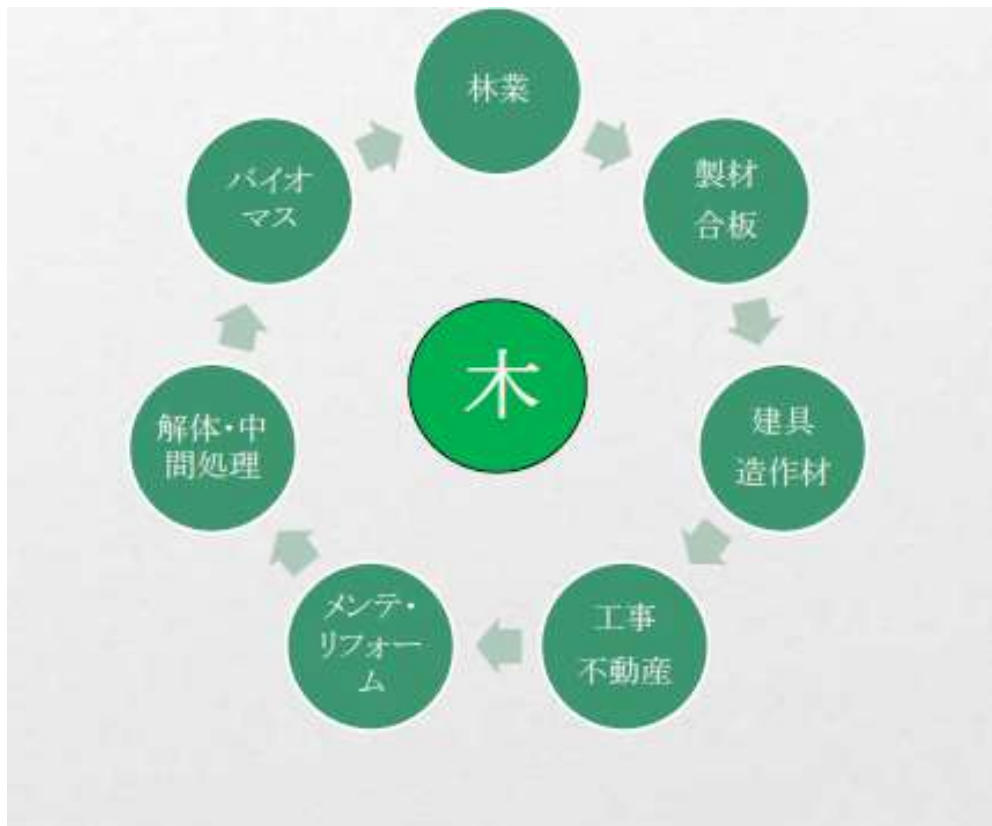 林業
製材
合板
建具
造作材
工事
不動産
メンテ・
リフォー
ム
解体・中
間処理
バイオ
マス
木